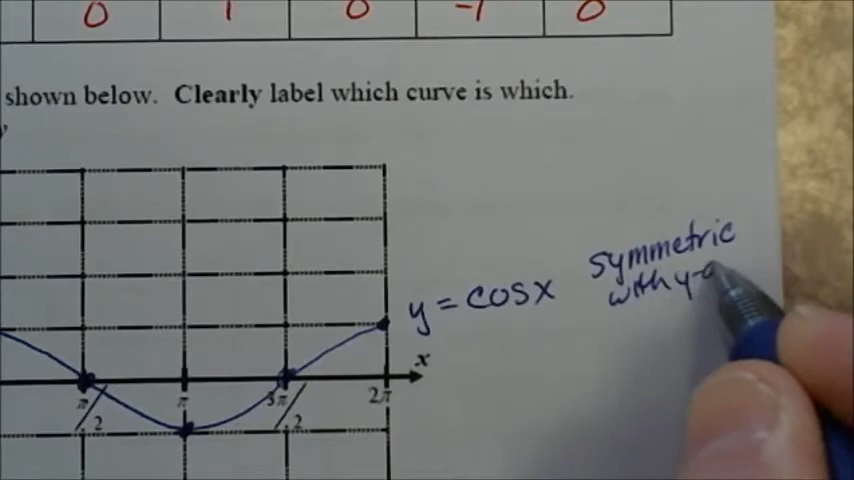 0 1 0 -1 0
shown below. Clearly label which curve is which.
y
symmetric
y = cosx with y-a
x
π/2 π 3π/2 2π